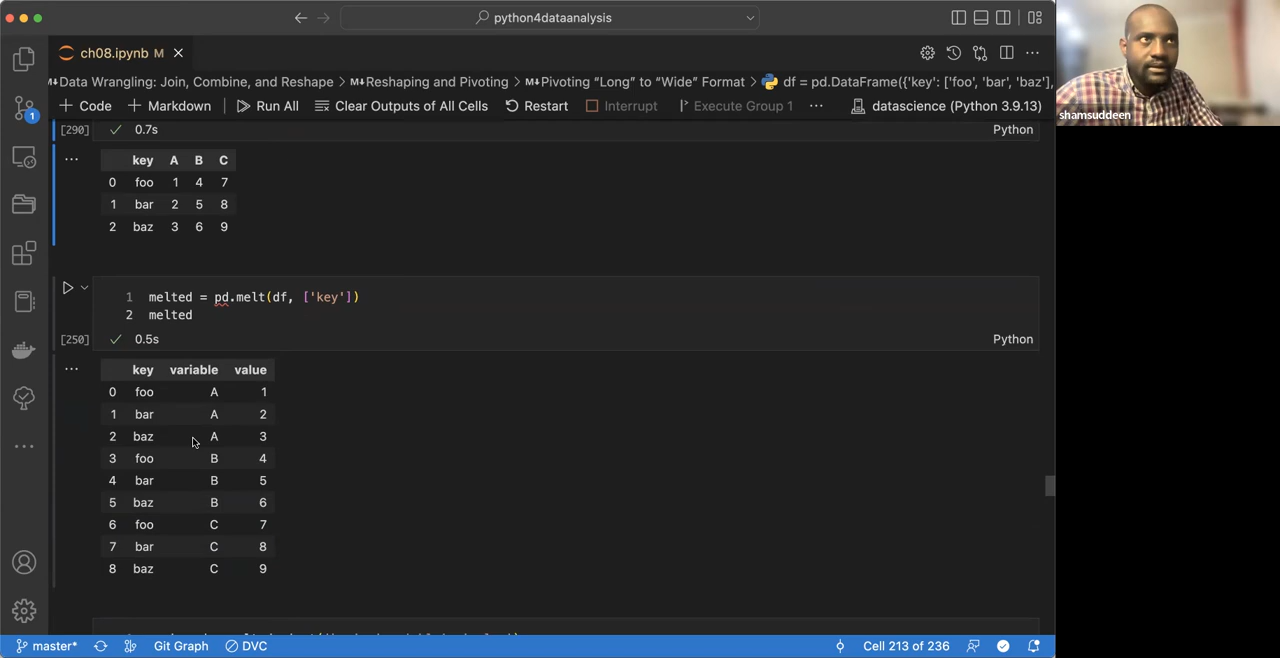 python4dataanalysis
ch08.ipynb M
M↓Data Wrangling: Join, Combine, and Reshape > M↓Reshaping and Pivoting > M↓Pivoting “Long” to “Wide” Format > df = pd.DataFrame({'key': ['foo', 'bar', 'baz'],
+ Code + Markdown Run All Clear Outputs of All Cells Restart Interrupt Execute Group 1 ... datascience (Python 3.9.13)
shamsuddeen
1
[290] 0.7s Python
key A B C
0 foo 1 4 7
1 bar 2 5 8
2 baz 3 6 9
1 melted = pd.melt(df, ['key'])
2 melted
[250] 0.5s Python
key variable value
0 foo A 1
1 bar A 2
2 baz A 3
3 foo B 4
4 bar B 5
5 baz B 6
6 foo C 7
7 bar C 8
8 baz C 9
master* Git Graph DVC Cell 213 of 236